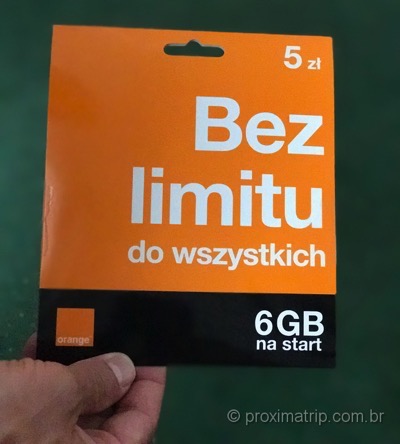 5 zł
Bez
limitu
do wszystkich
6GB
na start
orange
© proximatrip.com.br